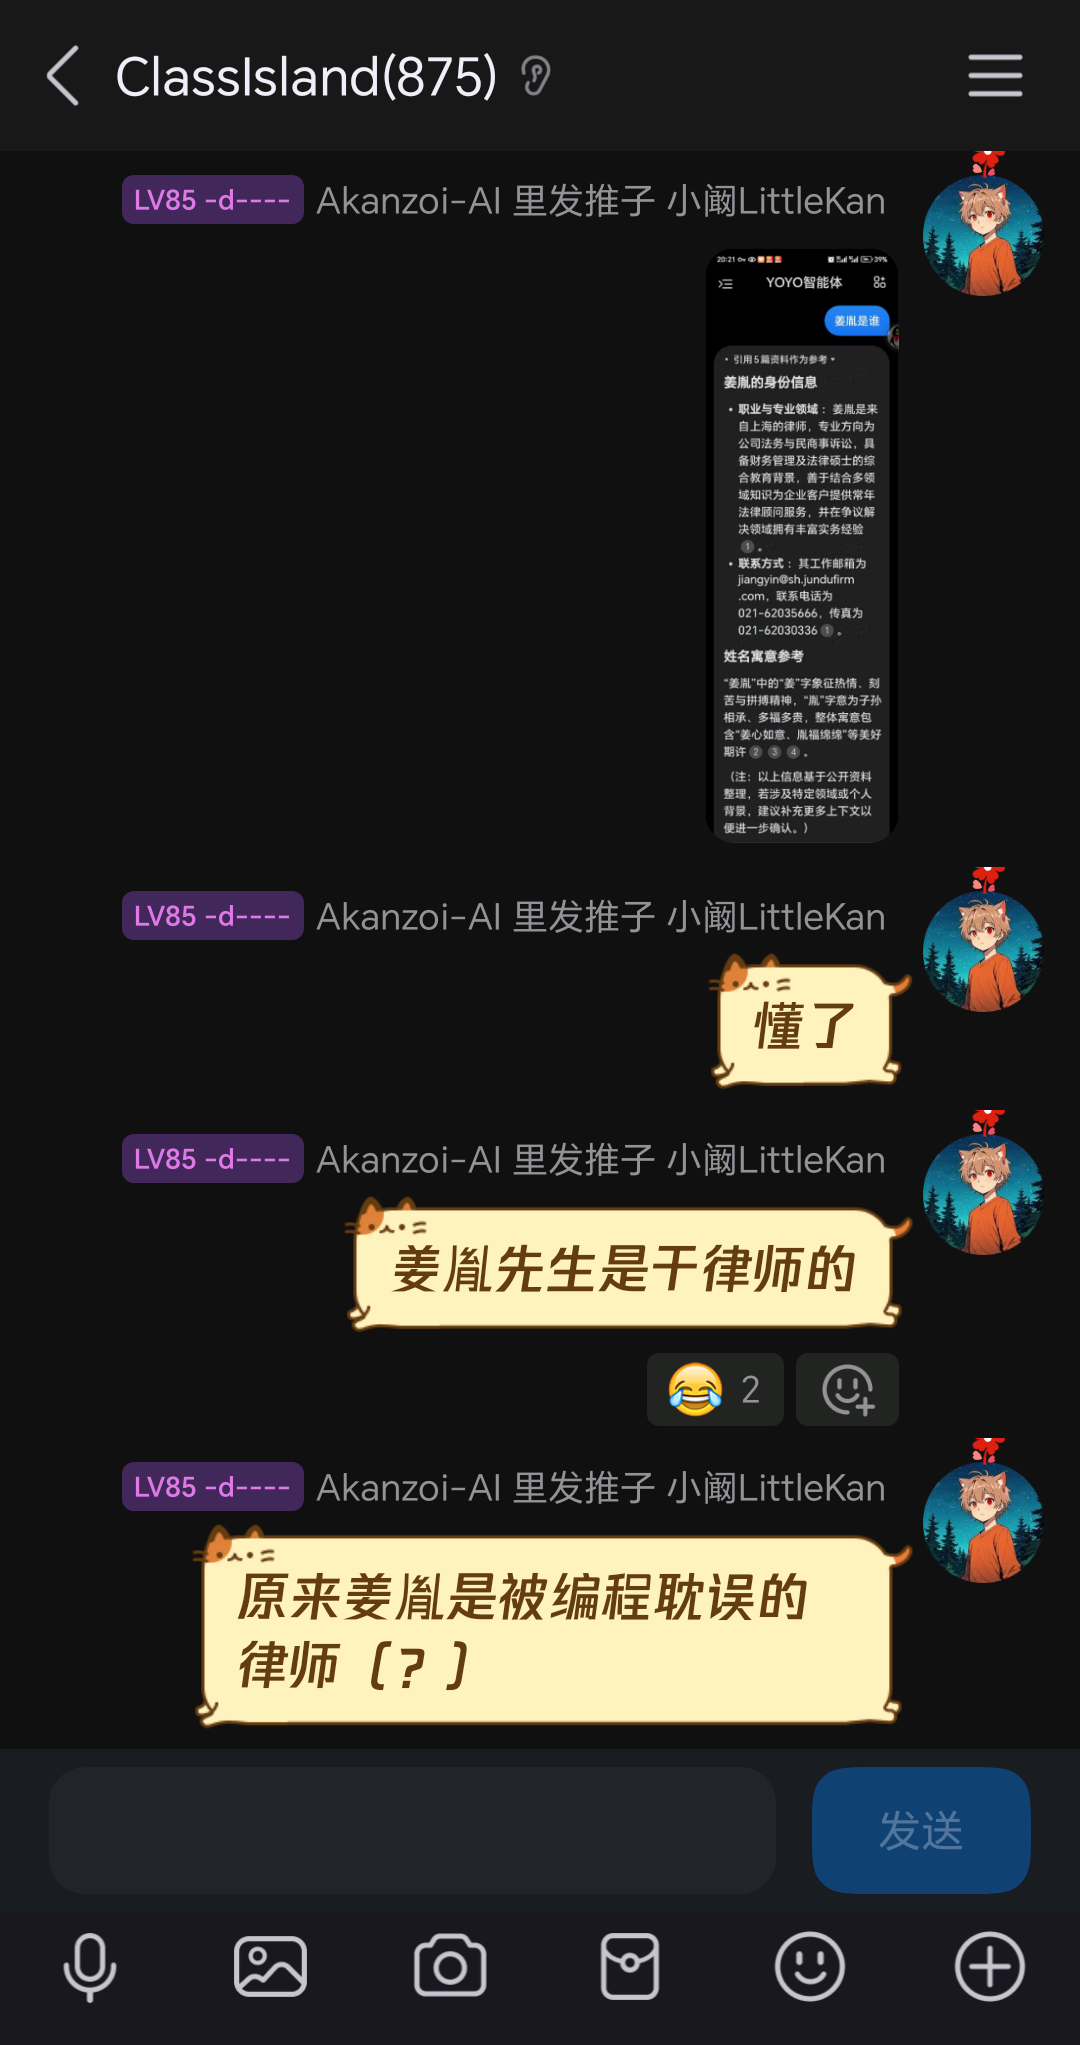 ClassIsland(875)
LV85 -d---- Akanzoi-AI 里发推子 小阚LittleKan
20:21
39%
YOYO智能体
姜胤是谁
· 引用5篇资料作为参考
姜胤的身份信息
• 职业与专业领域：姜胤是来
自上海的律师，专业方向为
公司法务与民商事诉讼，具
备财务管理及法律硕士的综
合教育背景，善于结合多领
域知识为企业客户提供常年
法律顾问服务，并在争议解
决领域拥有丰富实务经验
1 。
• 联系方式：其工作邮箱为
jiangyin@sh.jundufirm
.com，联系电话为
021-62035666，传真为
021-62030336 1 。
姓名寓意参考
“姜胤”中的“姜”字象征热情、刻
苦与拼搏精神，“胤”字意为子孙
相承、多福多贵，整体寓意包
含“姜心如意、胤福绵绵”等美好
期许 2 3 4 。
（注：以上信息基于公开资料
整理，若涉及特定领域或个人
背景，建议补充更多上下文以
便进一步确认。）
LV85 -d---- Akanzoi-AI 里发推子 小阚LittleKan
懂了
LV85 -d---- Akanzoi-AI 里发推子 小阚LittleKan
姜胤先生是干律师的
2
LV85 -d---- Akanzoi-AI 里发推子 小阚LittleKan
原来姜胤是被编程耽误的
律师（？）
发送